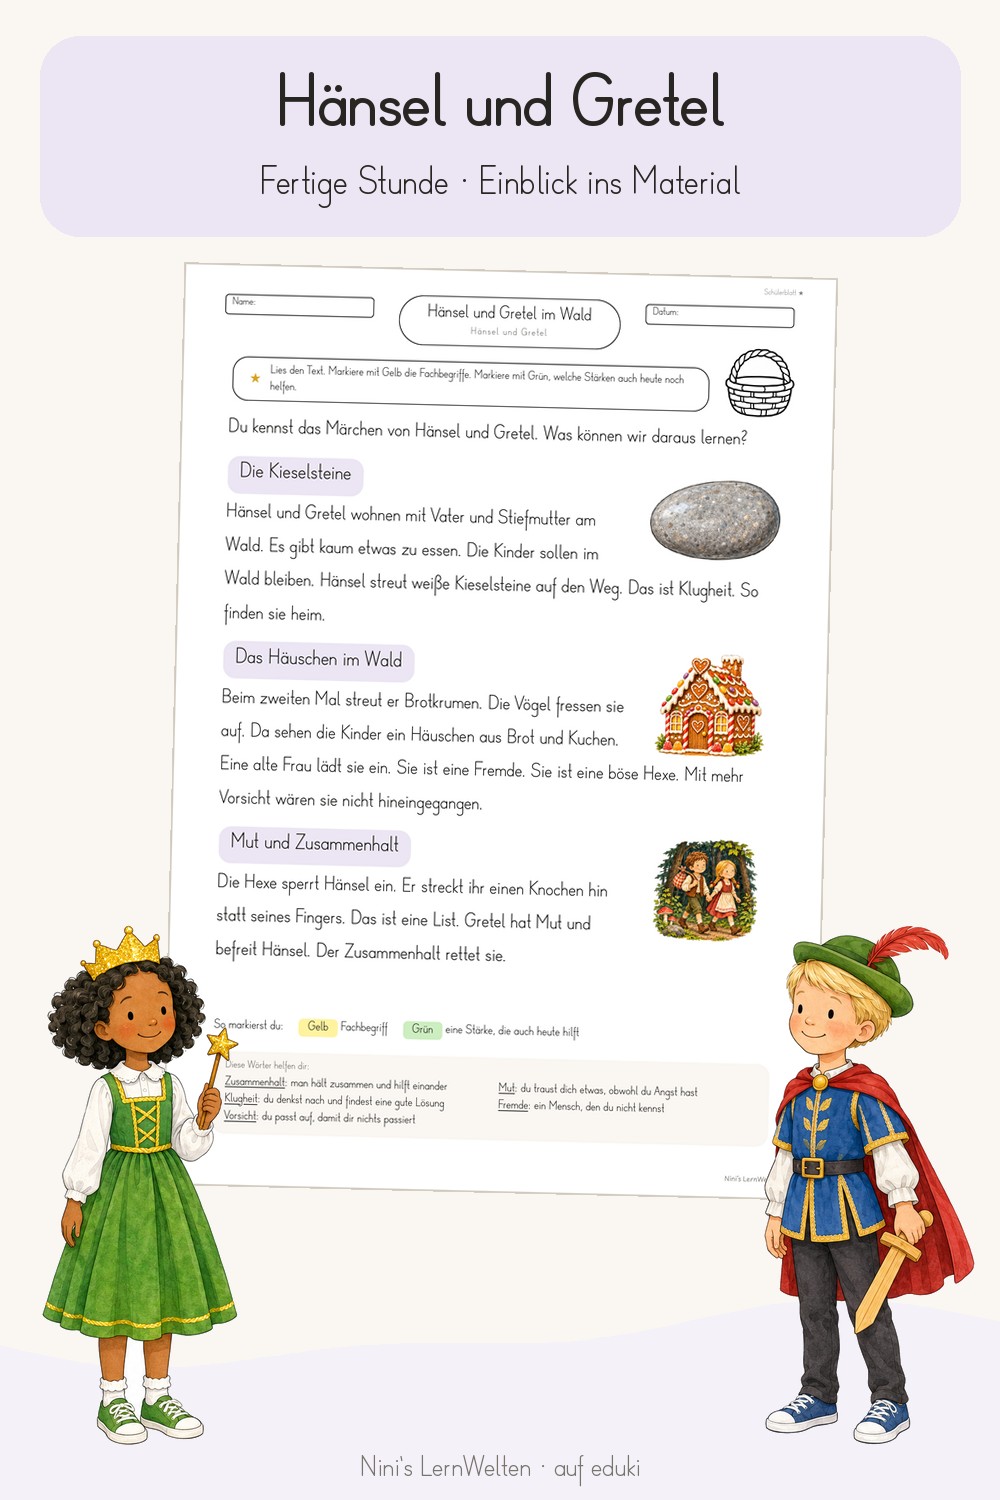 Hänsel und Gretel
Fertige Stunde · Einblick ins Material
Schülerblatt ★
Name:
Hänsel und Gretel im Wald
Hänsel und Gretel
Datum:
★ Lies den Text. Markiere mit Gelb die Fachbegriffe. Markiere mit Grün, welche Stärken auch heute noch
helfen.
Du kennst das Märchen von Hänsel und Gretel. Was können wir daraus lernen?
Die Kieselsteine
Hänsel und Gretel wohnen mit Vater und Stiefmutter am
Wald. Es gibt kaum etwas zu essen. Die Kinder sollen im
Wald bleiben. Hänsel streut weiße Kieselsteine auf den Weg. Das ist Klugheit. So
finden sie heim.
Das Häuschen im Wald
Beim zweiten Mal streut er Brotkrumen. Die Vögel fressen sie
auf. Da sehen die Kinder ein Häuschen aus Brot und Kuchen.
Eine alte Frau lädt sie ein. Sie ist eine Fremde. Sie ist eine böse Hexe. Mit mehr
Vorsicht wären sie nicht hineingegangen.
Mut und Zusammenhalt
Die Hexe sperrt Hänsel ein. Er streckt ihr einen Knochen hin
statt seines Fingers. Das ist eine List. Gretel hat Mut und
befreit Hänsel. Der Zusammenhalt rettet sie.
So markierst du: Gelb Fachbegriff Grün eine Stärke, die auch heute hilft
Diese Wörter helfen dir:
Zusammenhalt: man hält zusammen und hilft einander
Klugheit: du denkst nach und findest eine gute Lösung
Vorsicht: du passt auf, damit dir nichts passiert
Mut: du traust dich etwas, obwohl du Angst hast
Fremde: ein Mensch, den du nicht kennst
Nini's LernWe
Nini's LernWelten · auf eduki